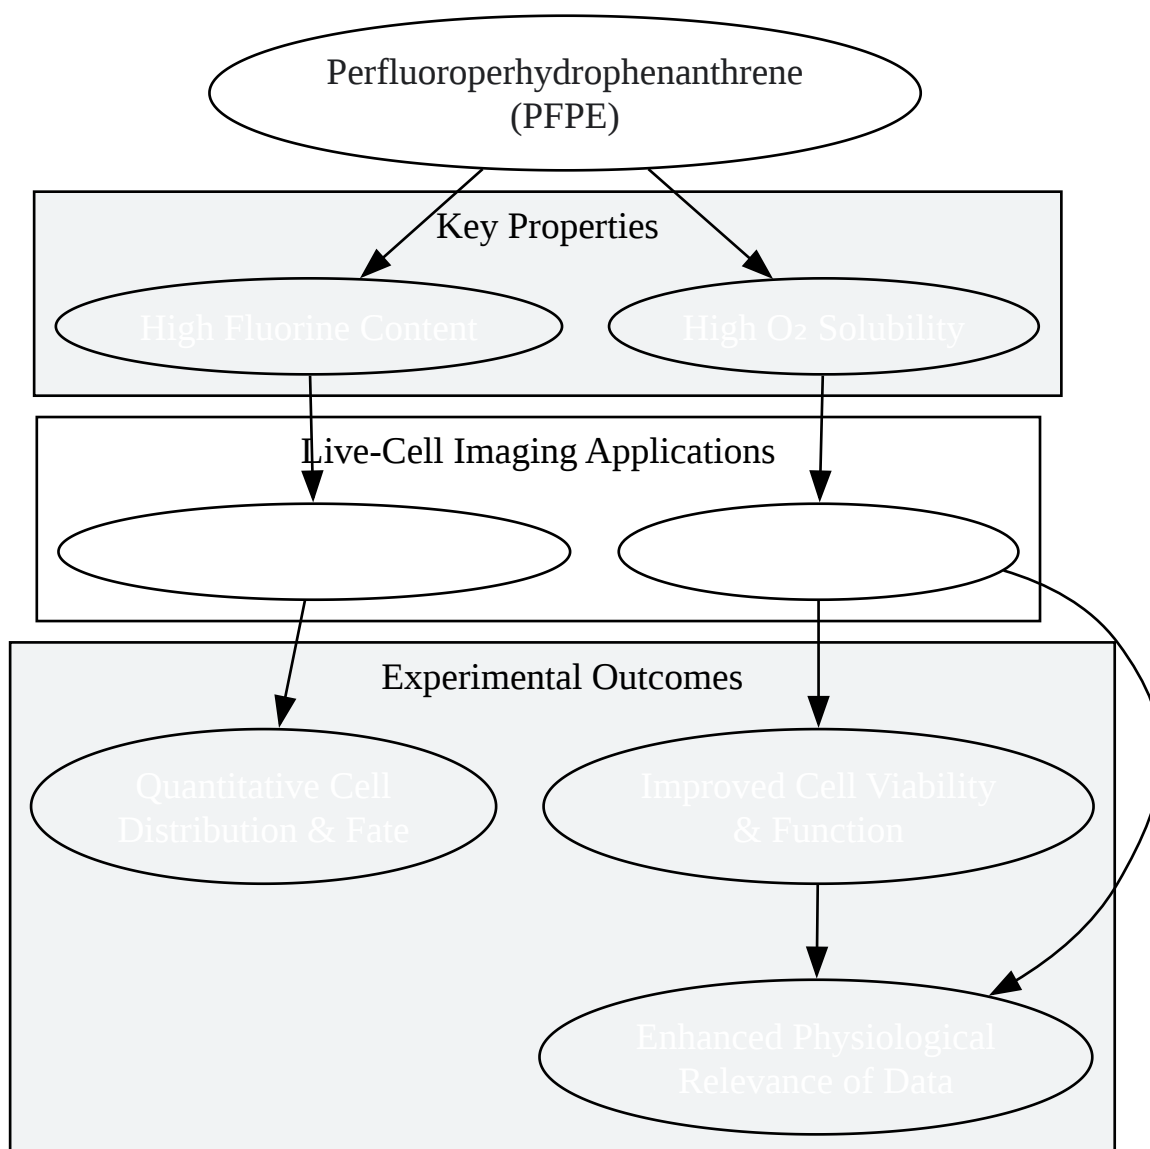 Perfluoroperhydrophenanthrene
(PFPE)
Key Properties
High Fluorine Content
High O₂ Solubility
Live-Cell Imaging Applications
Experimental Outcomes
Quantitative Cell
Distribution & Fate
Improved Cell Viability
& Function
Enhanced Physiological
Relevance of Data